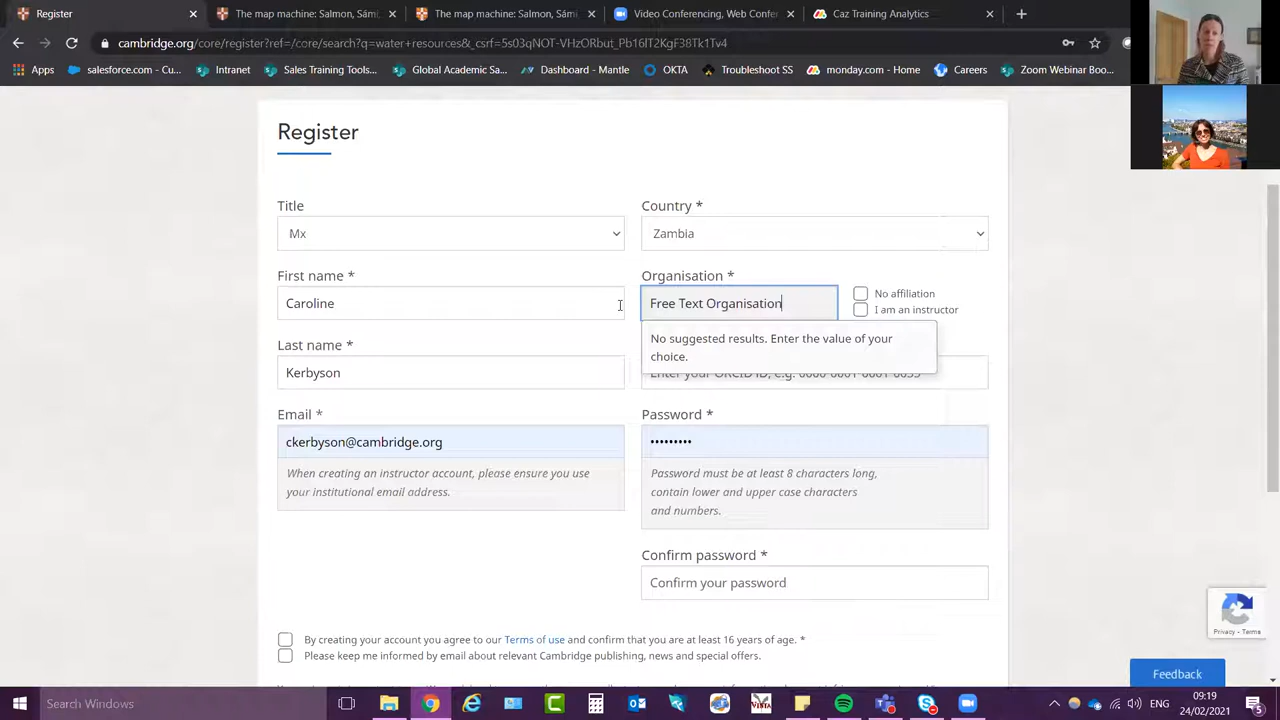 Register
The map machine: Salmon, Sámi
The map machine: Salmon, Sámi
Video Conferencing, Web Confer
Caz Training Analytics
cambridge.org/core/register?ref=/core/search?q=water+resources&_csrf=5s03qNOT-VHzORbut_Pb16IT2KgF38Tk1Tv4
Apps
salesforce.com - Cu...
Intranet
Sales Training Tools...
Global Academic Sa...
Dashboard - Mantle
OKTA
Troubleshoot SS
monday.com - Home
Careers
Zoom Webinar Boo...
Register
Title
Mx
Country *
Zambia
First name *
Caroline
Organisation *
Free Text Organisation
No affiliation
I am an instructor
No suggested results. Enter the value of your
choice.
Last name *
Kerbyson
Email *
ckerbyson@cambridge.org
When creating an instructor account, please ensure you use
your institutional email address.
Password *
•••••••••
Password must be at least 8 characters long,
contain lower and upper case characters
and numbers.
Confirm password *
Confirm your password
By creating your account you agree to our Terms of use and confirm that you are at least 16 years of age. *
Please keep me informed by email about relevant Cambridge publishing, news and special offers.
Privacy - Terms
Feedback
Search Windows
ENG
09:19
24/02/2021
5